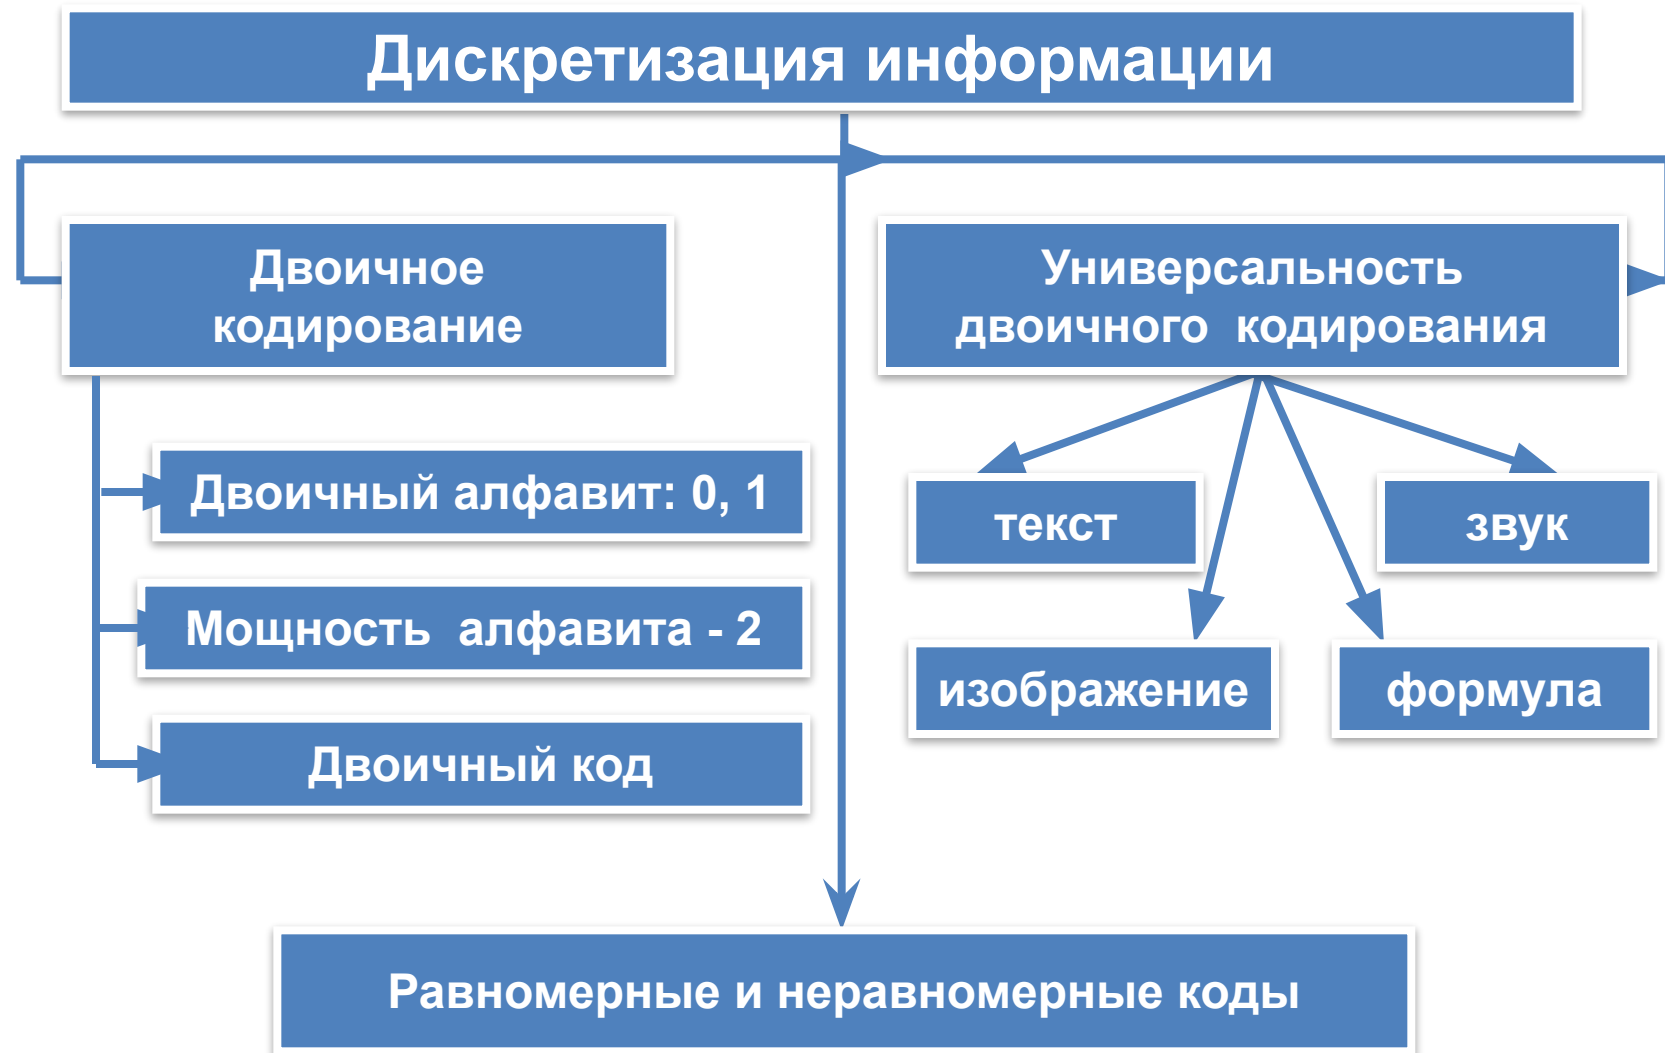 Дискретизация информации
Двоичное
кодирование
Универсальность
двоичного  кодирования
Двоичный алфавит: 0, 1
Мощность  алфавита - 2
Двоичный код
текст
звук
изображение
формула
Равномерные и неравномерные коды